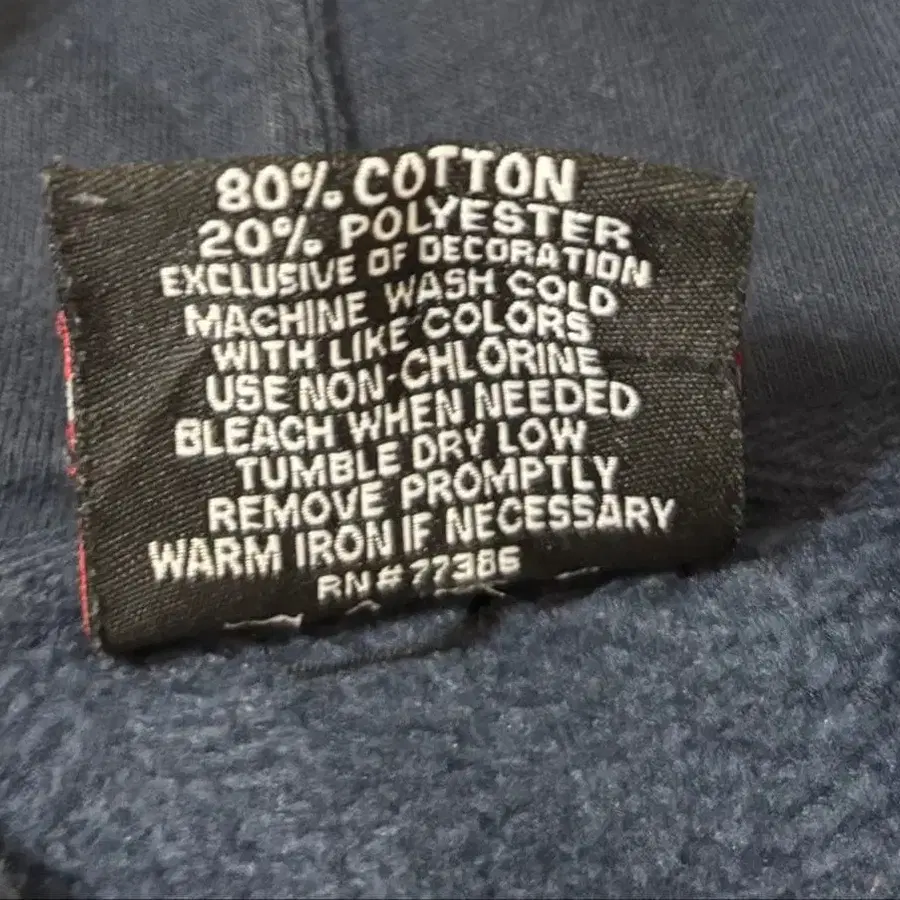 80% COTTON
20% POLYESTER
EXCLUSIVE OF DECORATION
MACHINE WASH COLD
WITH LIKE COLORS
USE NON-CHLORINE
BLEACH WHEN NEEDED
TUMBLE DRY LOW
REMOVE PROMPTLY
WARM IRON IF NECESSARY
RN# 77386